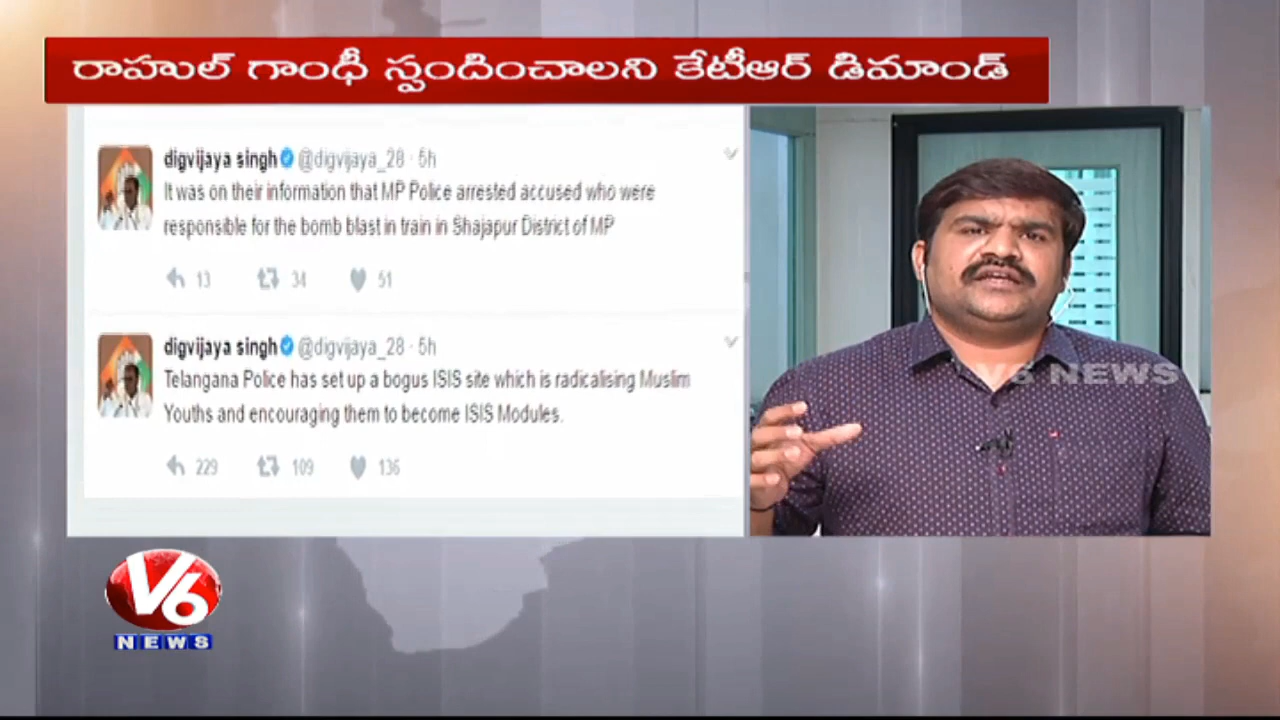 రాహుల్ గాంధీ స్పందించాలని కేటీఆర్ డిమాండ్
digvijaya singh @digvijaya_28 · 5h
It was on their information that MP Police arrested accused who were
responsible for the bomb blast in train in Shajapur District of MP
13 34 51
digvijaya singh @digvijaya_28 · 5h
Telangana Police has set up a bogus ISIS site which is radicalising Muslim
Youths and encouraging them to become ISIS Modules.
229 109 136
V6 NEWS
V6
NEWS